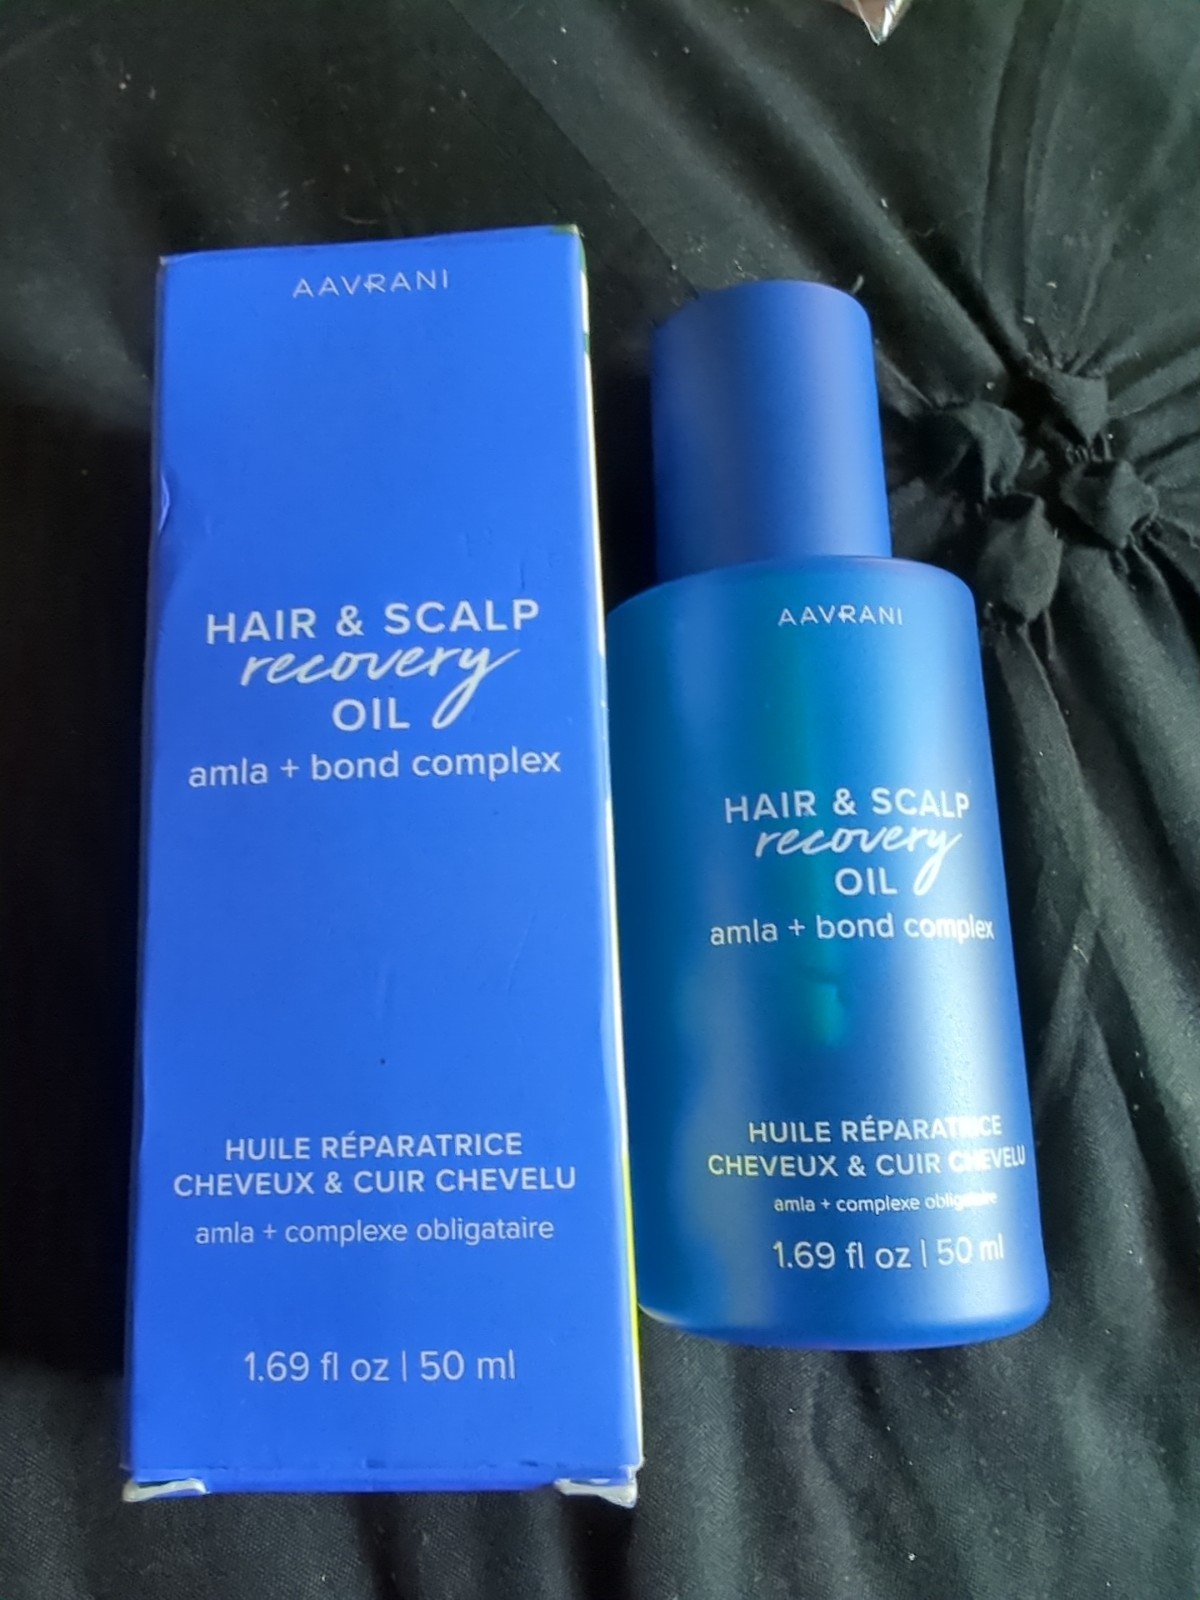 AAVRANI
HAIR & SCALP
recovery
OIL
amla + bond complex
HUILE RÉPARATRICE
CHEVEUX & CUIR CHEVELU
amla + complexe obligataire
1.69 fl oz | 50 ml
AAVRANI
HAIR & SCALP
recovery
OIL
amla + bond complex
HUILE RÉPARATRICE
CHEVEUX & CUIR CHEVELU
amla + complexe obligataire
1.69 fl oz | 50 ml